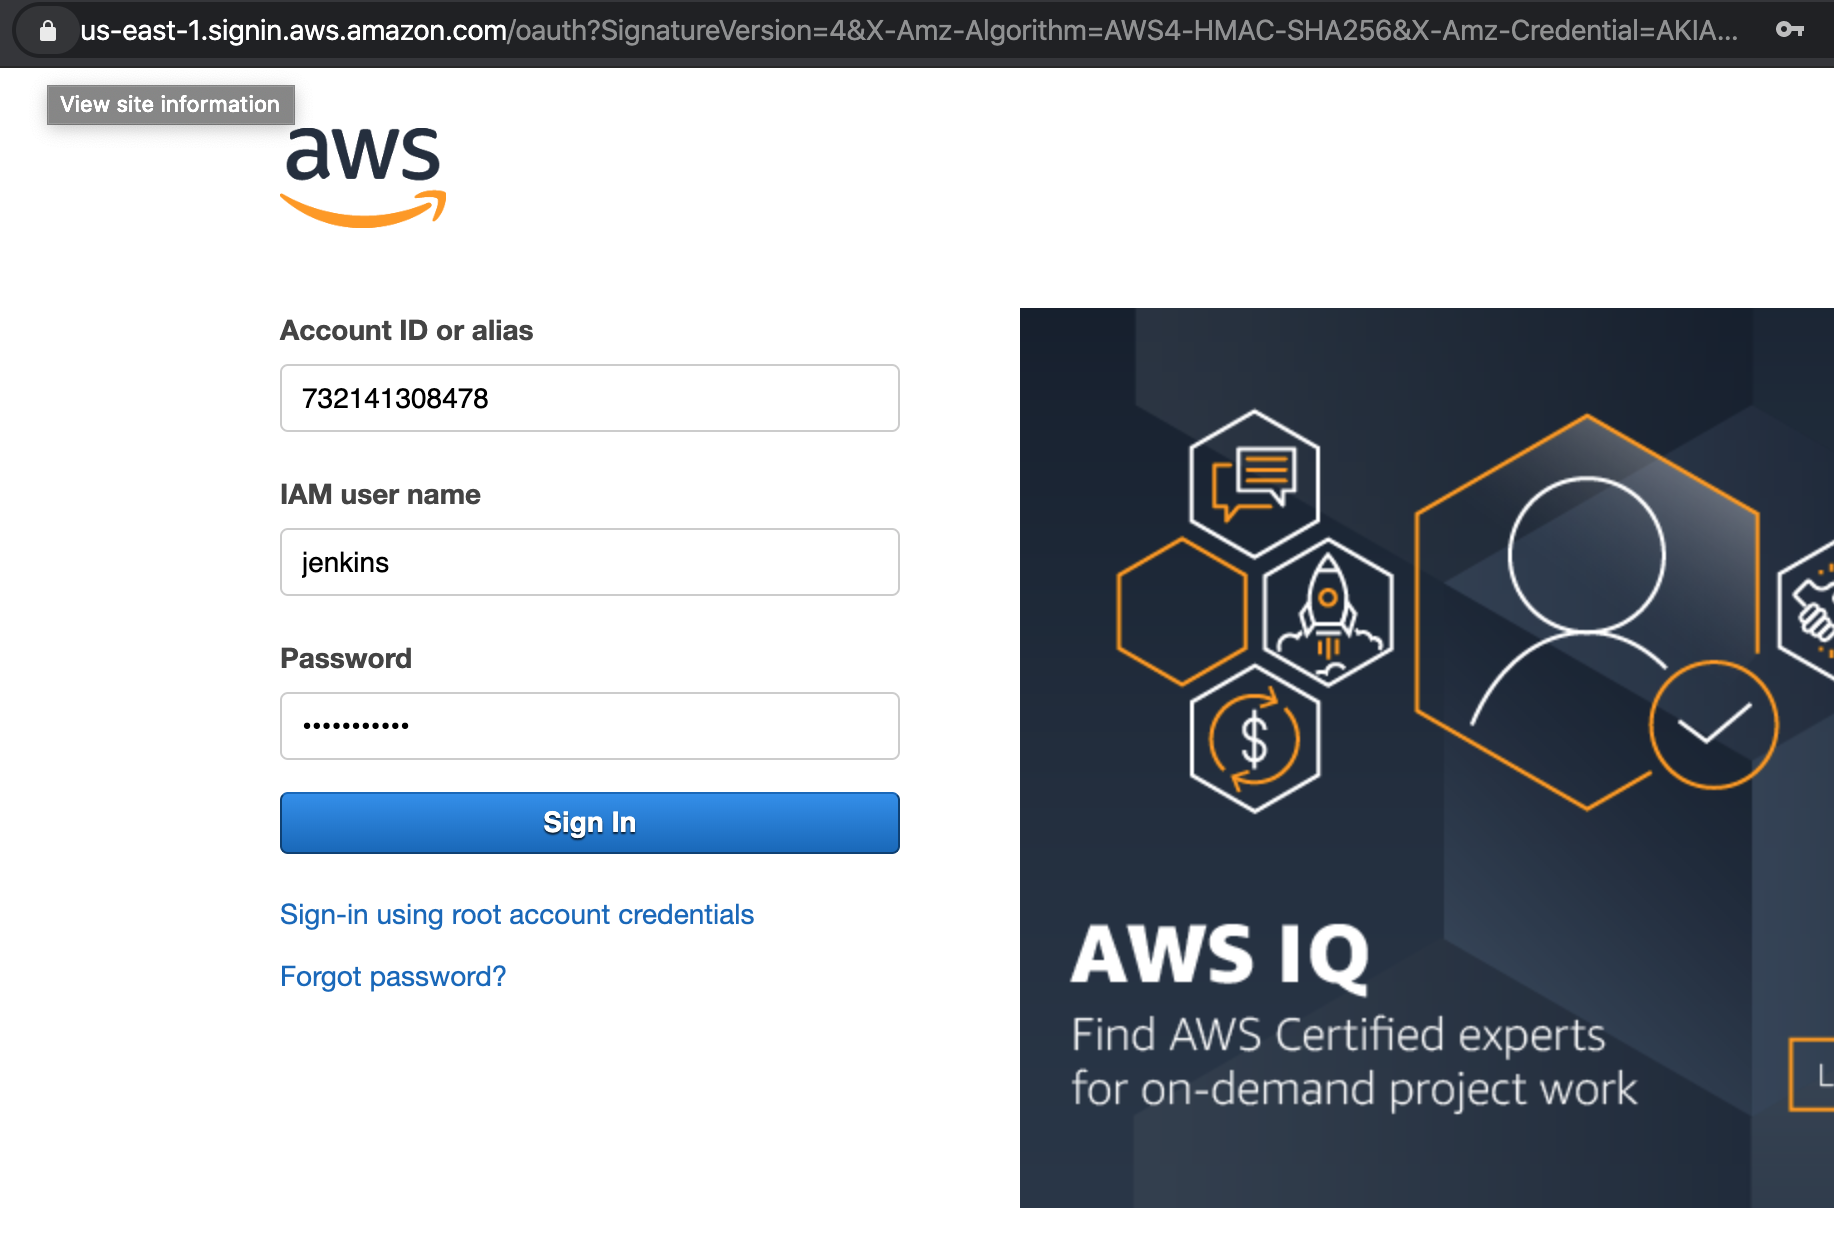 us-east-1.signin.aws.amazon.com/oauth?SignatureVersion=4&X-Amz-Algorithm=AWS4-HMAC-SHA256&X-Amz-Credential=AKIA...
View site information
aws
Account ID or alias
732141308478
IAM user name
jenkins
Password
•••••••••••
Sign In
Sign-in using root account credentials
Forgot password?
$
AWS IQ
Find AWS Certified experts
for on-demand project work
L